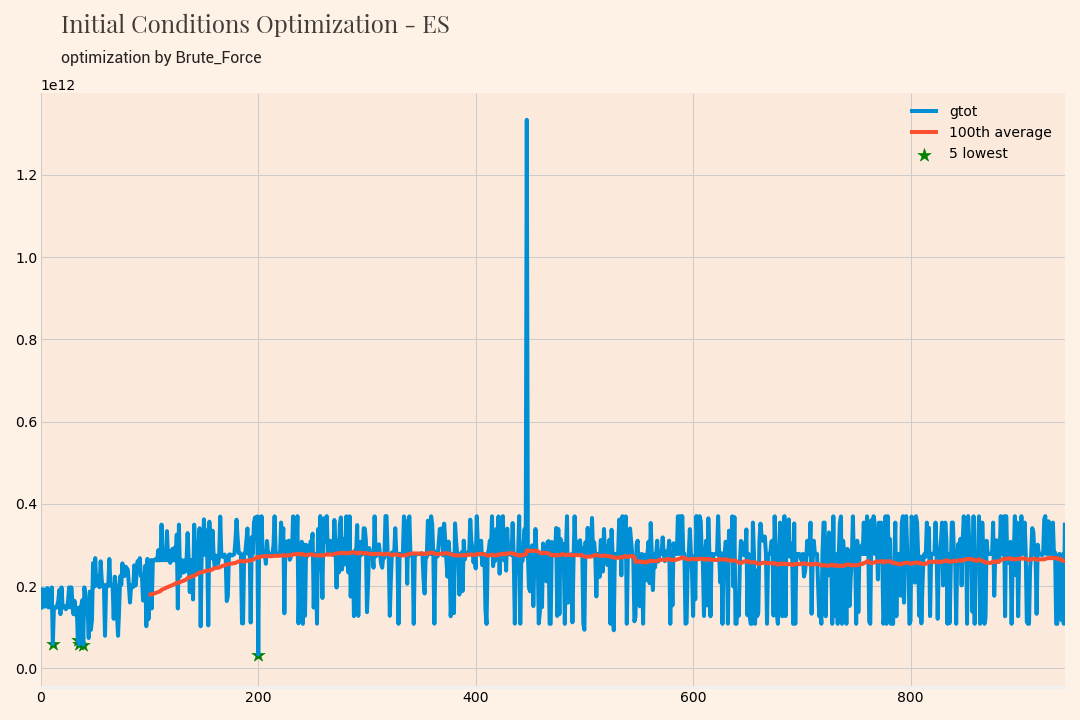 Initial Conditions Optimization - ES
optimization by Brute_Force
1e12
gtot
100th average
5 lowest
1.2
1.0
0.8
0.6
0.4
0.2
0.0
0 200 400 600 800